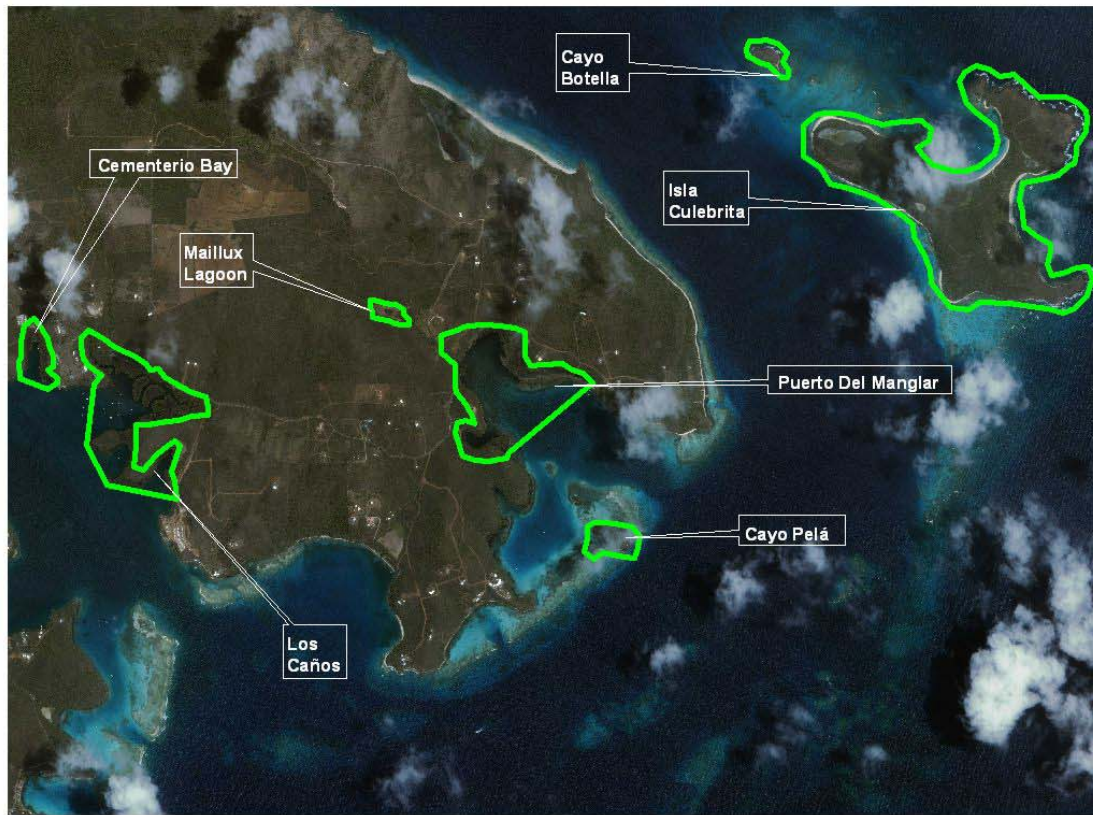 Cayo
Botella
Cementerio Bay
Isla
Culebrita
Maillux
Lagoon
Puerto Del Manglar
Cayo Pelá
Los
Caños